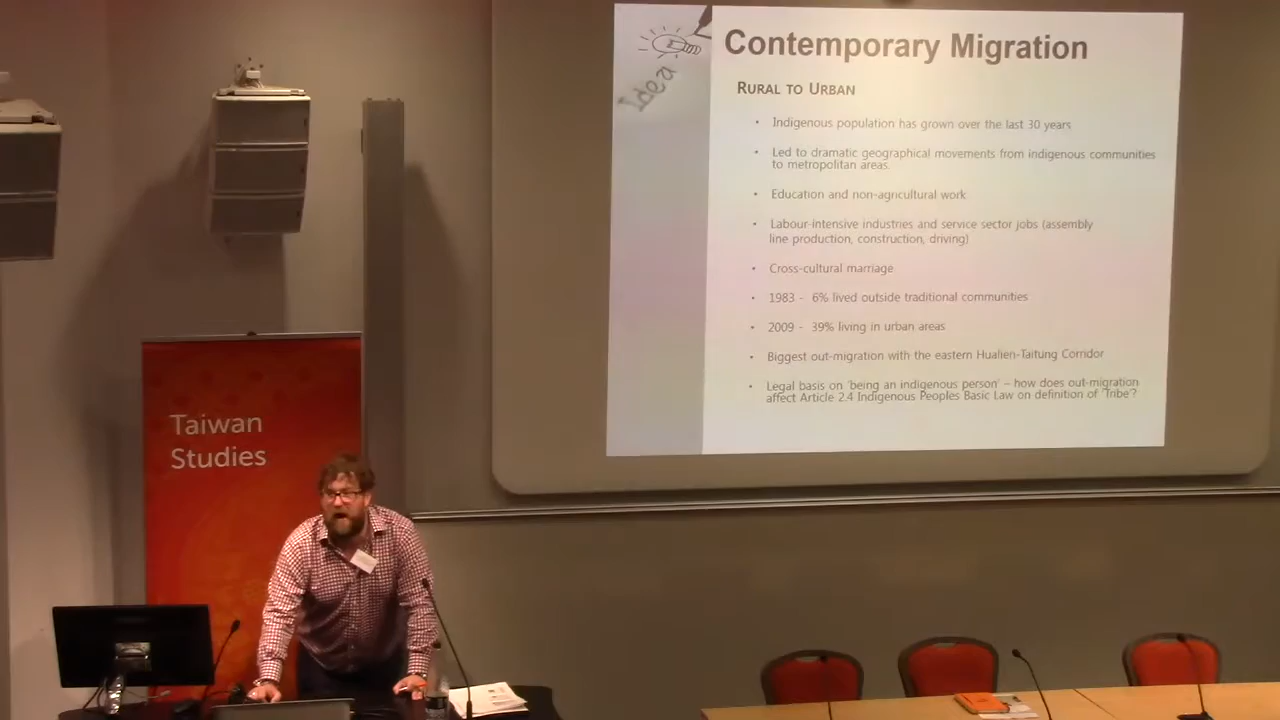 Idea
Contemporary Migration
RURAL TO URBAN
• Indigenous population has grown over the last 30 years
• Led to dramatic geographical movements from indigenous communities
to metropolitan areas.
• Education and non-agricultural work
• Labour-intensive industries and service sector jobs (assembly
line production, construction, driving)
• Cross-cultural marriage
• 1983 - 6% lived outside traditional communities
• 2009 - 39% living in urban areas
• Biggest out-migration with the eastern Hualien-Taitung Corridor
• Legal basis on 'being an indigenous person' – how does out-migration
affect Article 2.4 Indigenous Peoples Basic Law on definition of 'Tribe'?
Taiwan
Studies